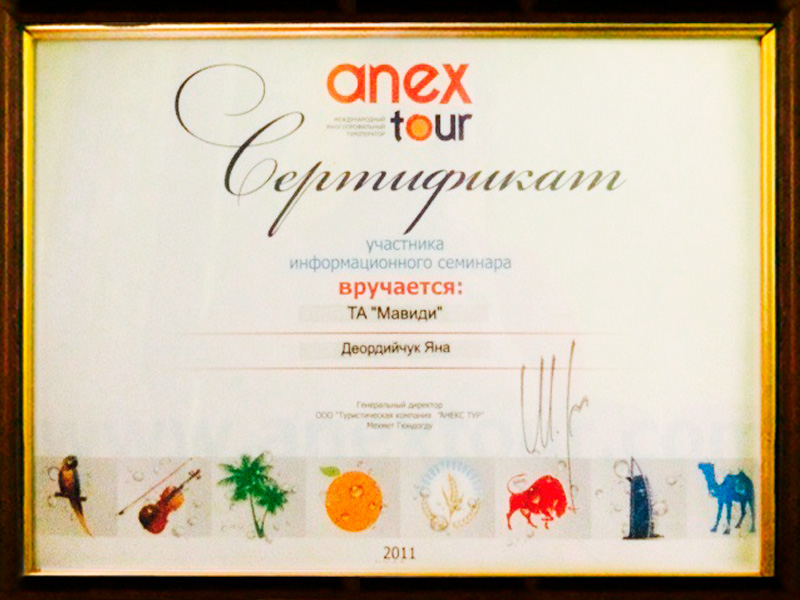 anex
МЕЖДУНАРОДНЫЙ
МНОГОПРОФИЛЬНЫЙ
ТУРОПЕРАТОР
tour
Сертификат
участника
информационного семинара
вручается:
ТА "Мавиди"
Деордийчук Яна
Генеральный директор
ООО "Туристическая компания "АНЕКС ТУР"
Мехмет Гюндогду
2011